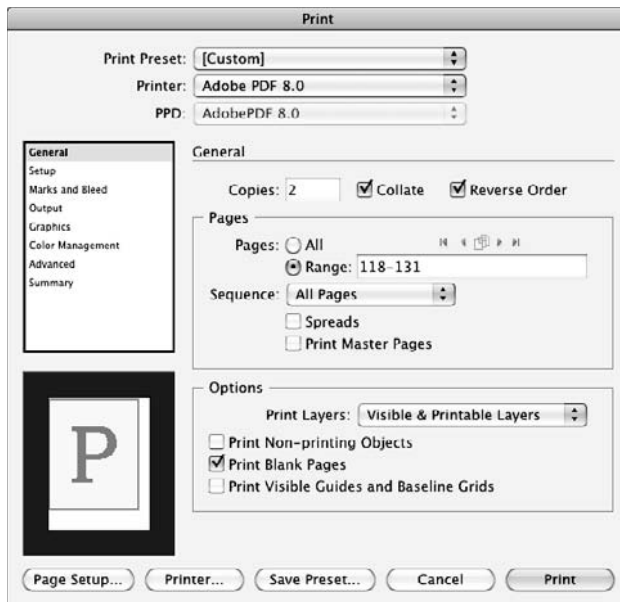 Print
Print Preset: [Custom]
Printer: Adobe PDF 8.0
PPD: AdobePDF 8.0
General
Setup
Marks and Bleed
Output
Graphics
Color Management
Advanced
Summary
General
Copies: 2 Collate Reverse Order
Pages
Pages: All
Range: 118-131
Sequence: All Pages
Spreads
Print Master Pages
P
Options
Print Layers: Visible & Printable Layers
Print Non-printing Objects
Print Blank Pages
Print Visible Guides and Baseline Grids
Page Setup... Printer... Save Preset... Cancel Print